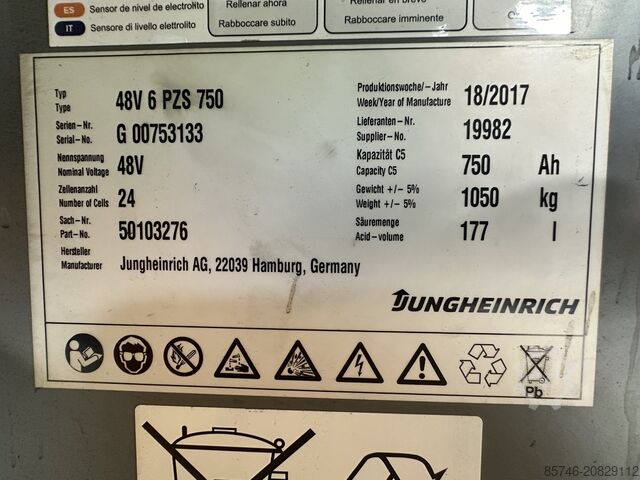 ES Sensor de nivel de electrolito
Rellenar ahora
Rellenar en breve
IT Sensore di livello elettrolito
Rabboccare subito
Rabboccare imminente
Typ
Type 48V 6 PZS 750
Produktionswoche/-Jahr
Week/Year of Manufacture 18/2017
Serien-Nr.
Serial-No. G 00753133
Lieferanten-Nr.
Supplier-No. 19982
Nennspannung
Nominal Voltage 48V
Kapazität C5
Capacity C5 750 Ah
Zellenanzahl
Number of Cells 24
Gewicht +/- 5%
Weight +/- 5% 1050 kg
Sach-Nr.
Part-No. 50103276
Säuremenge
Acid-volume 177 l
Hersteller
Manufacturer Jungheinrich AG, 22039 Hamburg, Germany
JUNGHEINRICH
Pb
85746-20829112